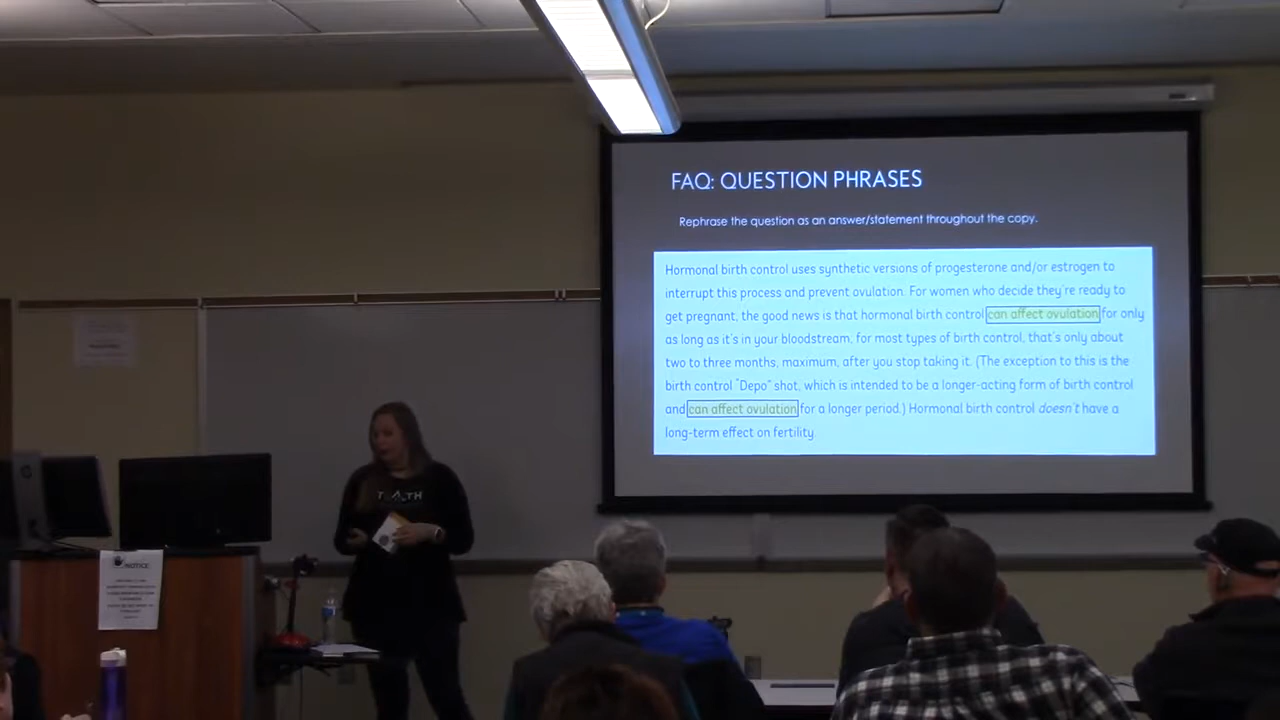 FAQ: QUESTION PHRASES
Rephrase the question as an answer/statement throughout the copy.
Hormonal birth control uses synthetic versions of progesterone and/or estrogen to
interrupt this process and prevent ovulation. For women who decide they're ready to
get pregnant, the good news is that hormonal birth control can affect ovulation for only
as long as it's in your bloodstream; for most types of birth control, that's only about
two to three months, maximum, after you stop taking it. (The exception to this is the
birth control "Depo" shot, which is intended to be a longer-acting form of birth control
and can affect ovulation for a longer period.) Hormonal birth control doesn't have a
long-term effect on fertility.
NOTICE